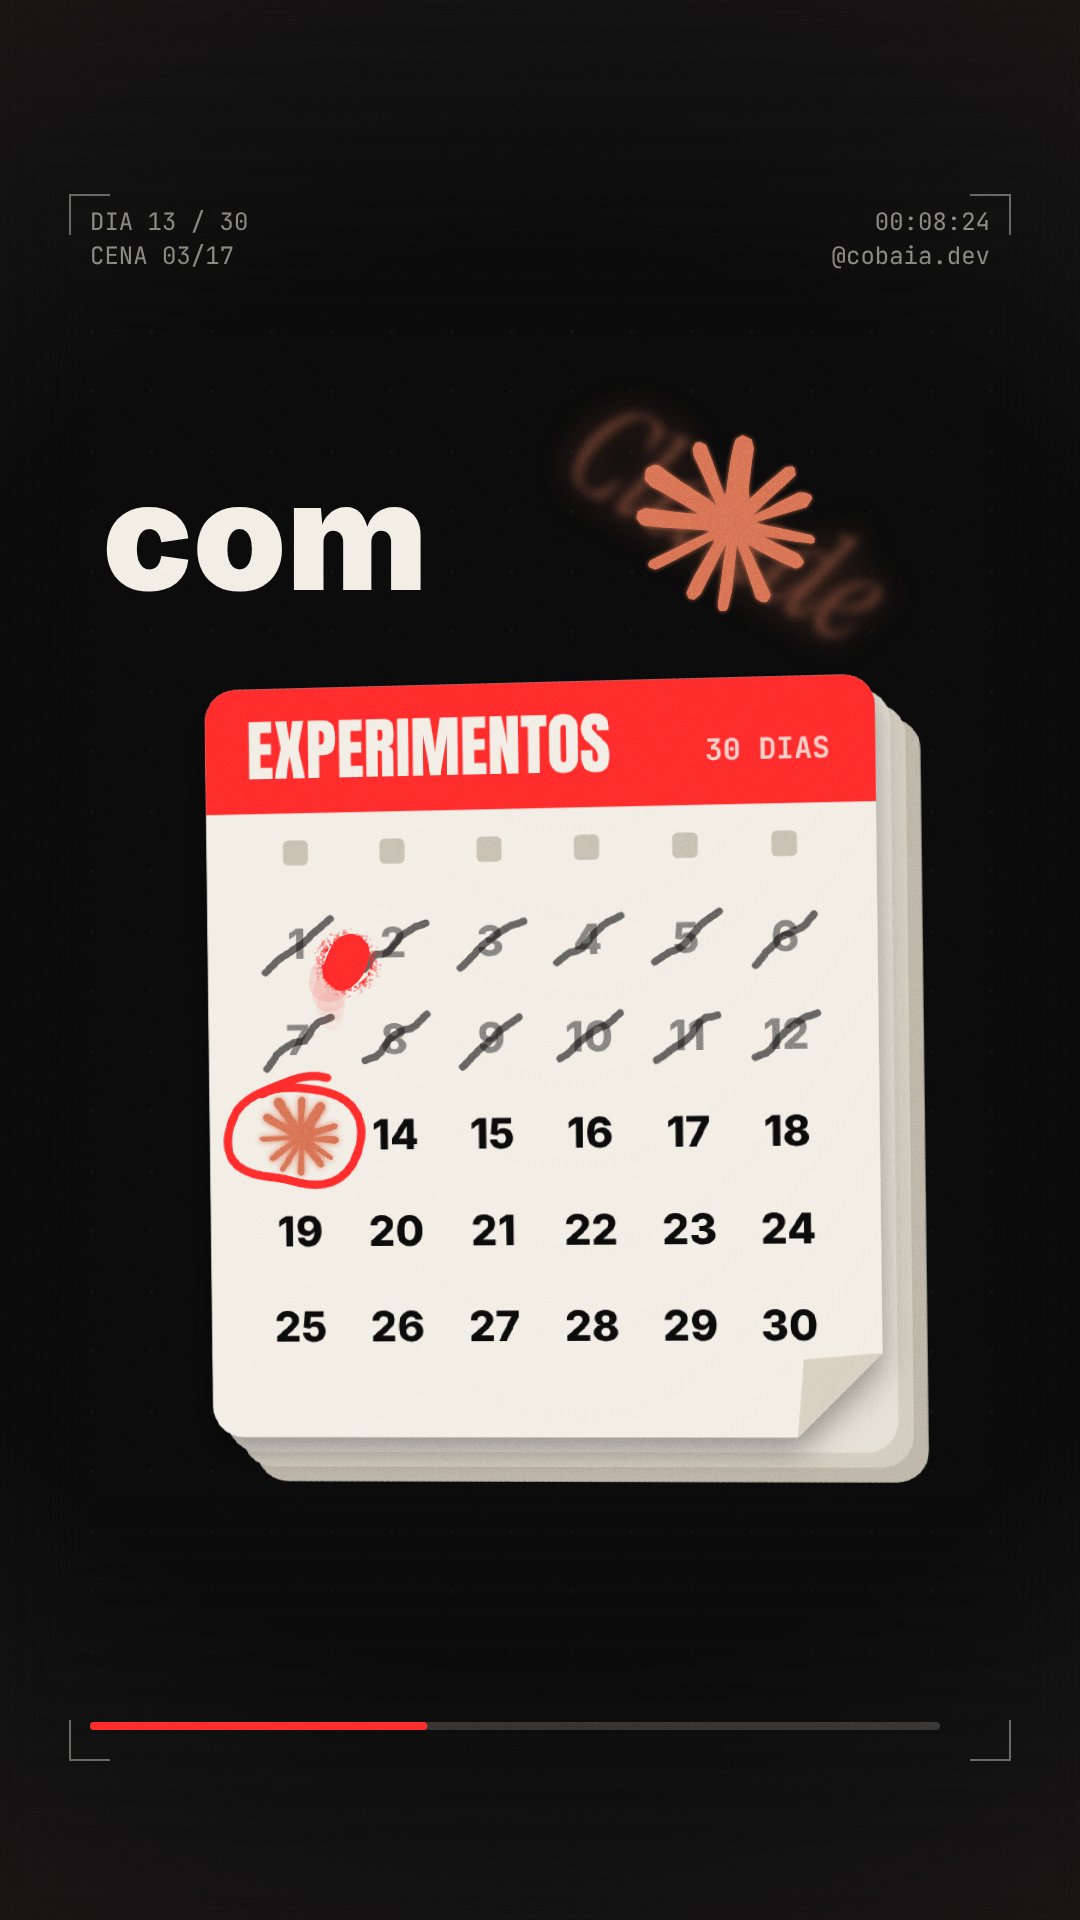 DIA 13 / 30
CENA 03/17
00:08:24
@cobaia.dev
com
EXPERIMENTOS
30 DIAS
1 2 3 4 5 6
7 8 9 10 11 12
14 15 16 17 18
19 20 21 22 23 24
25 26 27 28 29 30